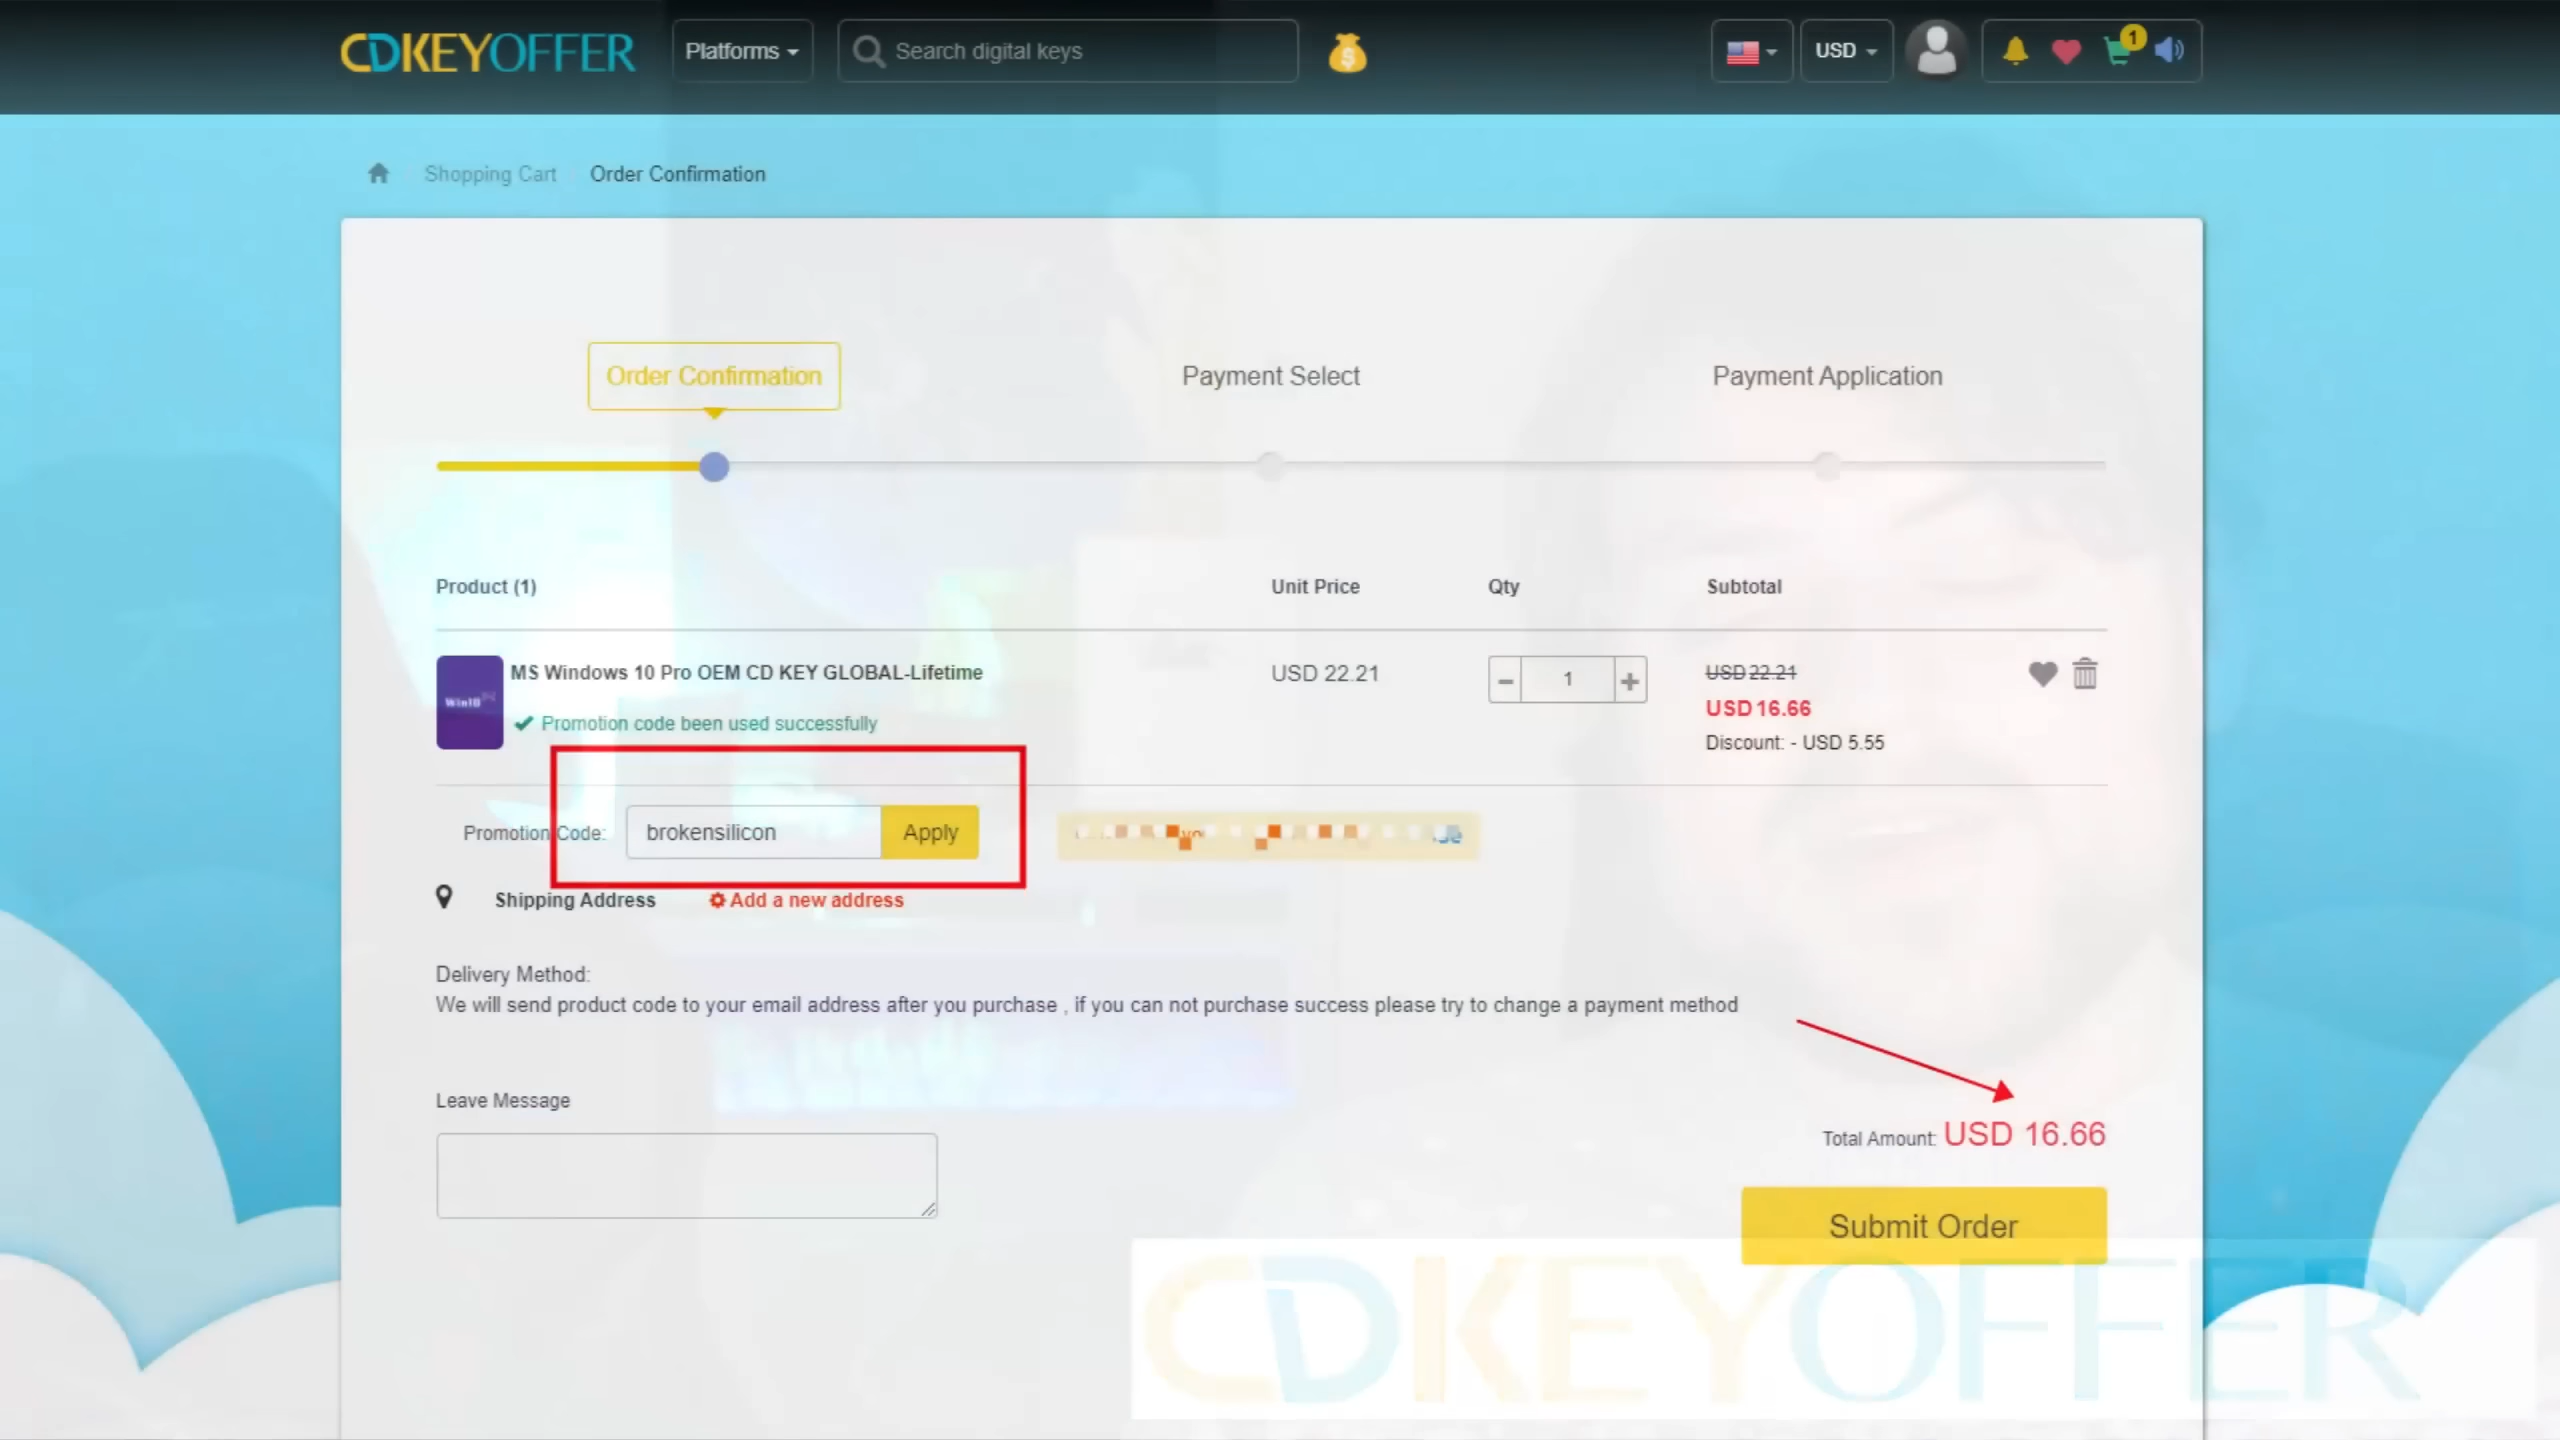 CDKEYOFFER
Platforms
Search digital keys
USD
1
Shopping Cart
Order Confirmation
Order Confirmation
Payment Select
Payment Application
Product (1)
Unit Price
Qty
Subtotal
Win10
MS Windows 10 Pro OEM CD KEY GLOBAL-Lifetime
USD 22.21
1
USD 22.21
Promotion code been used successfully
USD 16.66
Discount: - USD 5.55
Promotion Code:
brokensilicon
Apply
Shipping Address
Add a new address
Delivery Method:
We will send product code to your email address after you purchase , if you can not purchase success please try to change a payment method
Leave Message
Total Amount: USD 16.66
Submit Order
CDKEYOFFER